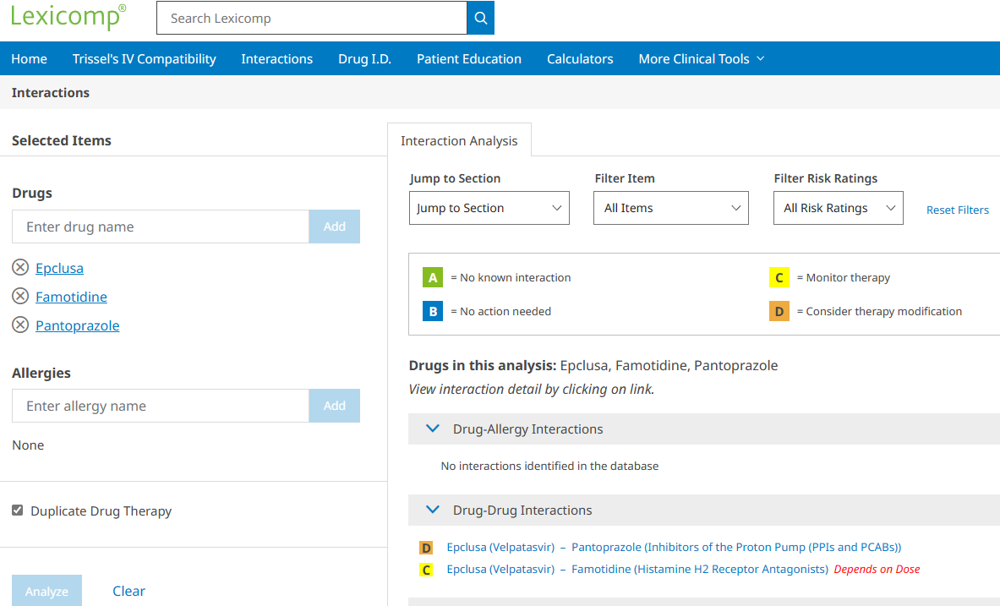 Lexicomp®
Search Lexicomp
Home Trissel's IV Compatibility Interactions Drug I.D. Patient Education Calculators More Clinical Tools
Interactions
Selected Items
Drugs
Enter drug name Add
Epclusa
Famotidine
Pantoprazole
Allergies
Enter allergy name Add
None
Duplicate Drug Therapy
Analyze Clear
Interaction Analysis
Jump to Section Filter Item Filter Risk Ratings
Jump to Section All Items All Risk Ratings Reset Filters
A = No known interaction C = Monitor therapy
B = No action needed D = Consider therapy modification
Drugs in this analysis: Epclusa, Famotidine, Pantoprazole
View interaction detail by clicking on link.
Drug-Allergy Interactions
No interactions identified in the database
Drug-Drug Interactions
D Epclusa (Velpatasvir) – Pantoprazole (Inhibitors of the Proton Pump (PPIs and PCABs))
C Epclusa (Velpatasvir) – Famotidine (Histamine H2 Receptor Antagonists) Depends on Dose